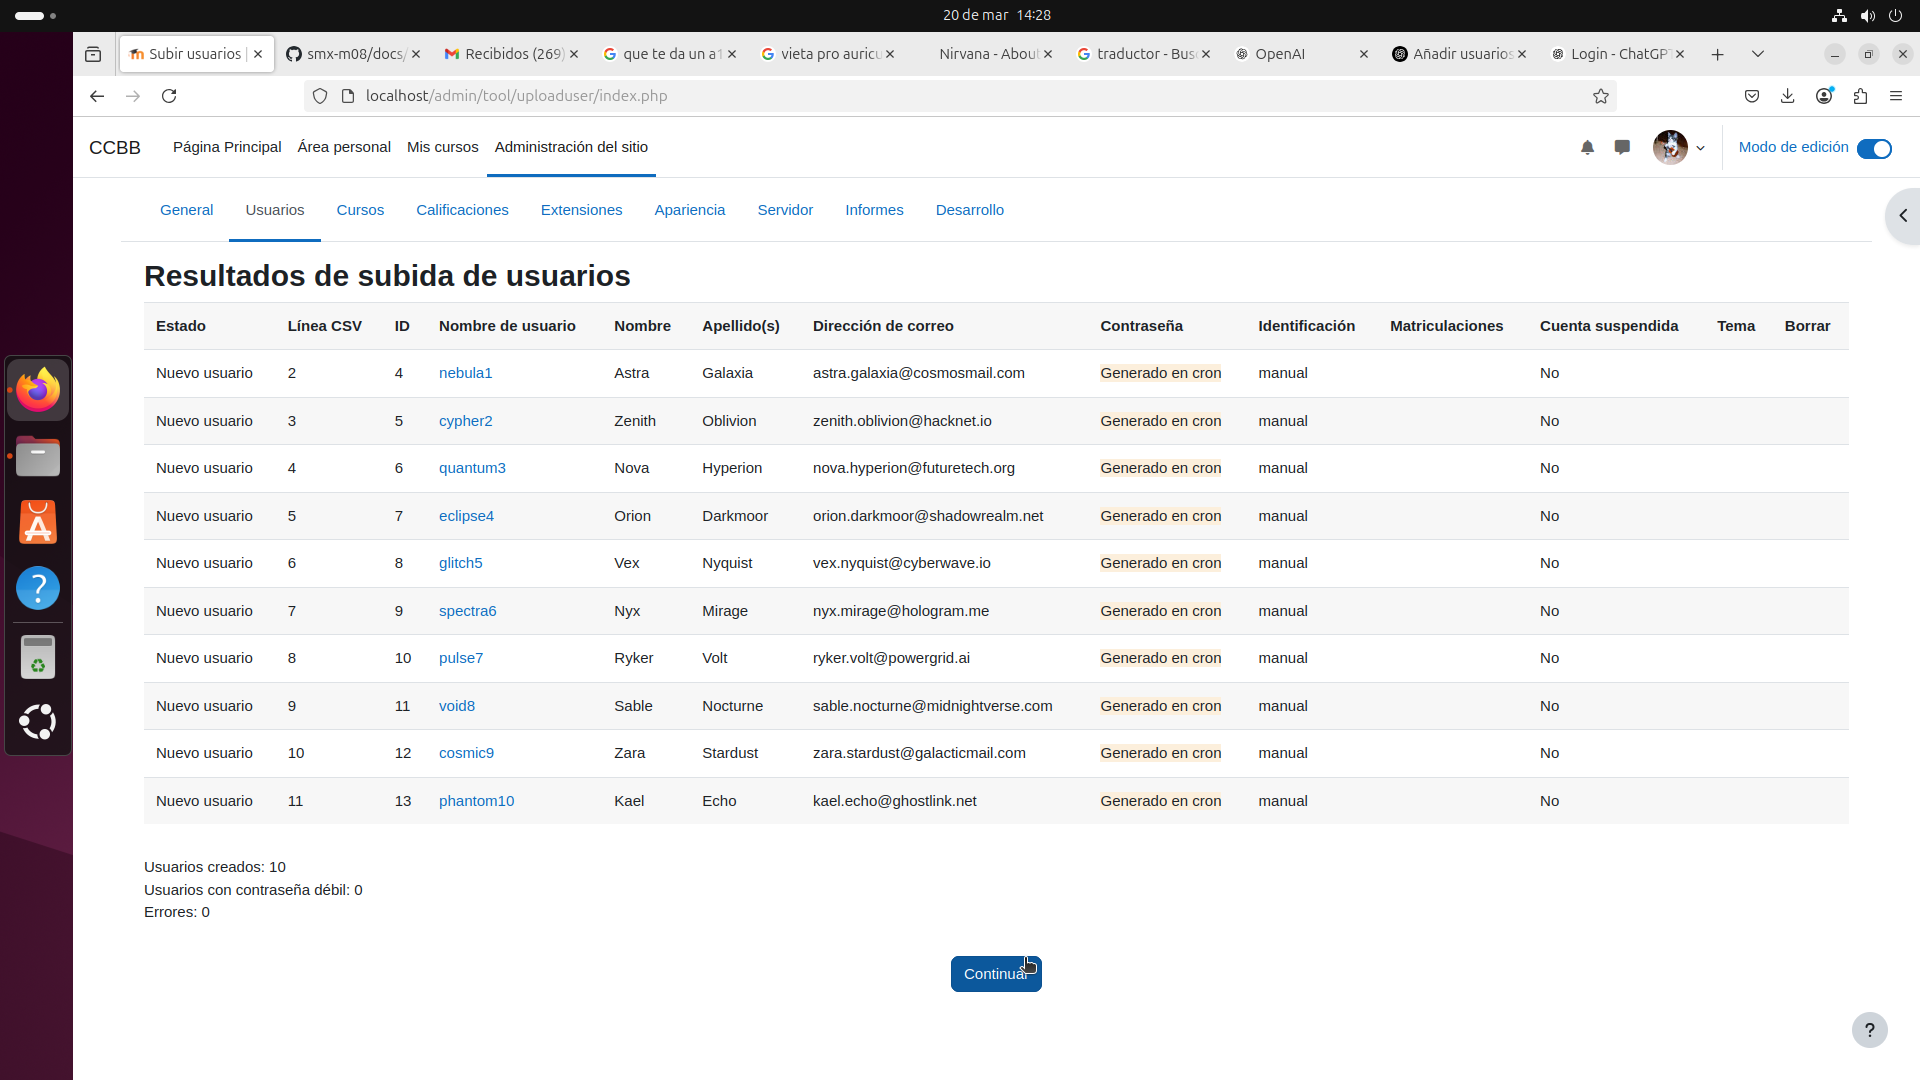 20 de mar 14:28
Subir usuarios | smx-m08/docs/ Recibidos (269) que te da un a1 vieta pro auricu Nirvana - About traductor - Bus OpenAI Añadir usuarios Login - ChatGPT
localhost/admin/tool/uploaduser/index.php
CCBB Página Principal Área personal Mis cursos Administración del sitio Modo de edición
General Usuarios Cursos Calificaciones Extensiones Apariencia Servidor Informes Desarrollo
Resultados de subida de usuarios
Estado Línea CSV ID Nombre de usuario Nombre Apellido(s) Dirección de correo Contraseña Identificación Matriculaciones Cuenta suspendida Tema Borrar
Nuevo usuario 2 4 nebula1 Astra Galaxia astra.galaxia@cosmosmail.com Generado en cron manual No
Nuevo usuario 3 5 cypher2 Zenith Oblivion zenith.oblivion@hacknet.io Generado en cron manual No
Nuevo usuario 4 6 quantum3 Nova Hyperion nova.hyperion@futuretech.org Generado en cron manual No
Nuevo usuario 5 7 eclipse4 Orion Darkmoor orion.darkmoor@shadowrealm.net Generado en cron manual No
Nuevo usuario 6 8 glitch5 Vex Nyquist vex.nyquist@cyberwave.io Generado en cron manual No
Nuevo usuario 7 9 spectra6 Nyx Mirage nyx.mirage@hologram.me Generado en cron manual No
Nuevo usuario 8 10 pulse7 Ryker Volt ryker.volt@powergrid.ai Generado en cron manual No
Nuevo usuario 9 11 void8 Sable Nocturne sable.nocturne@midnightverse.com Generado en cron manual No
Nuevo usuario 10 12 cosmic9 Zara Stardust zara.stardust@galacticmail.com Generado en cron manual No
Nuevo usuario 11 13 phantom10 Kael Echo kael.echo@ghostlink.net Generado en cron manual No
Usuarios creados: 10
Usuarios con contraseña débil: 0
Errores: 0
Continuar
?